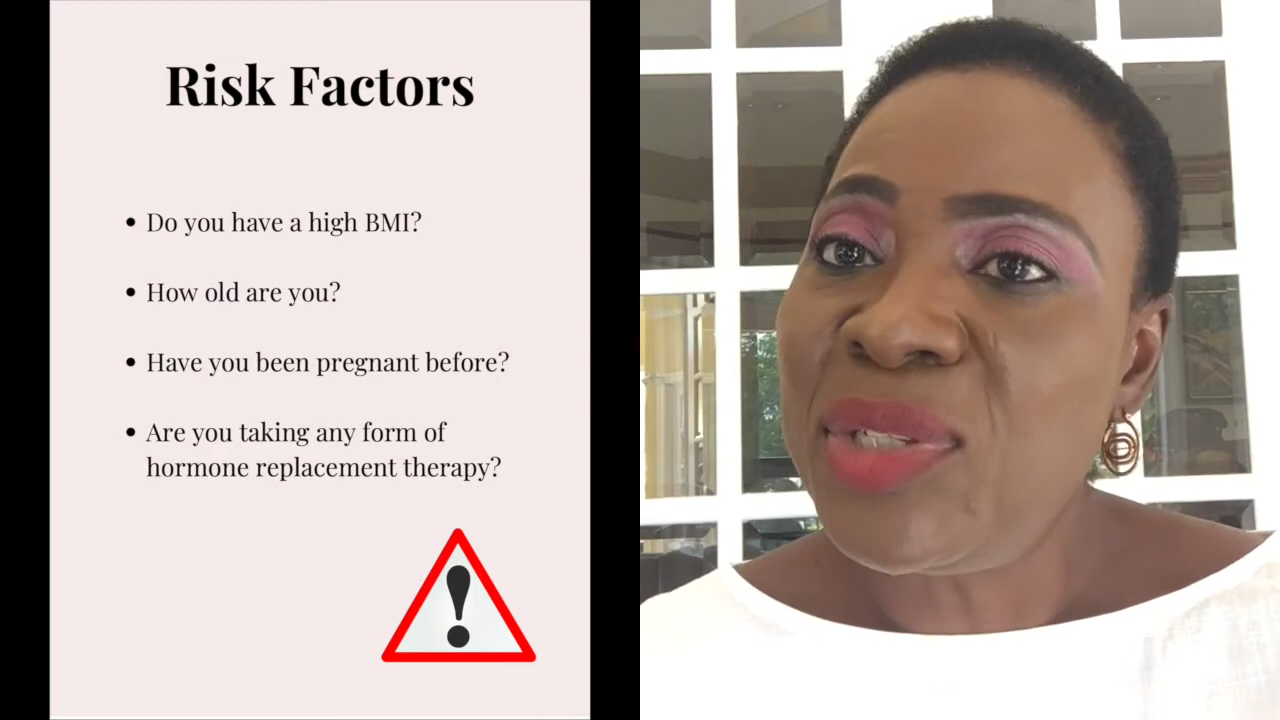 Risk Factors
• Do you have a high BMI?
• How old are you?
• Have you been pregnant before?
• Are you taking any form of
hormone replacement therapy?